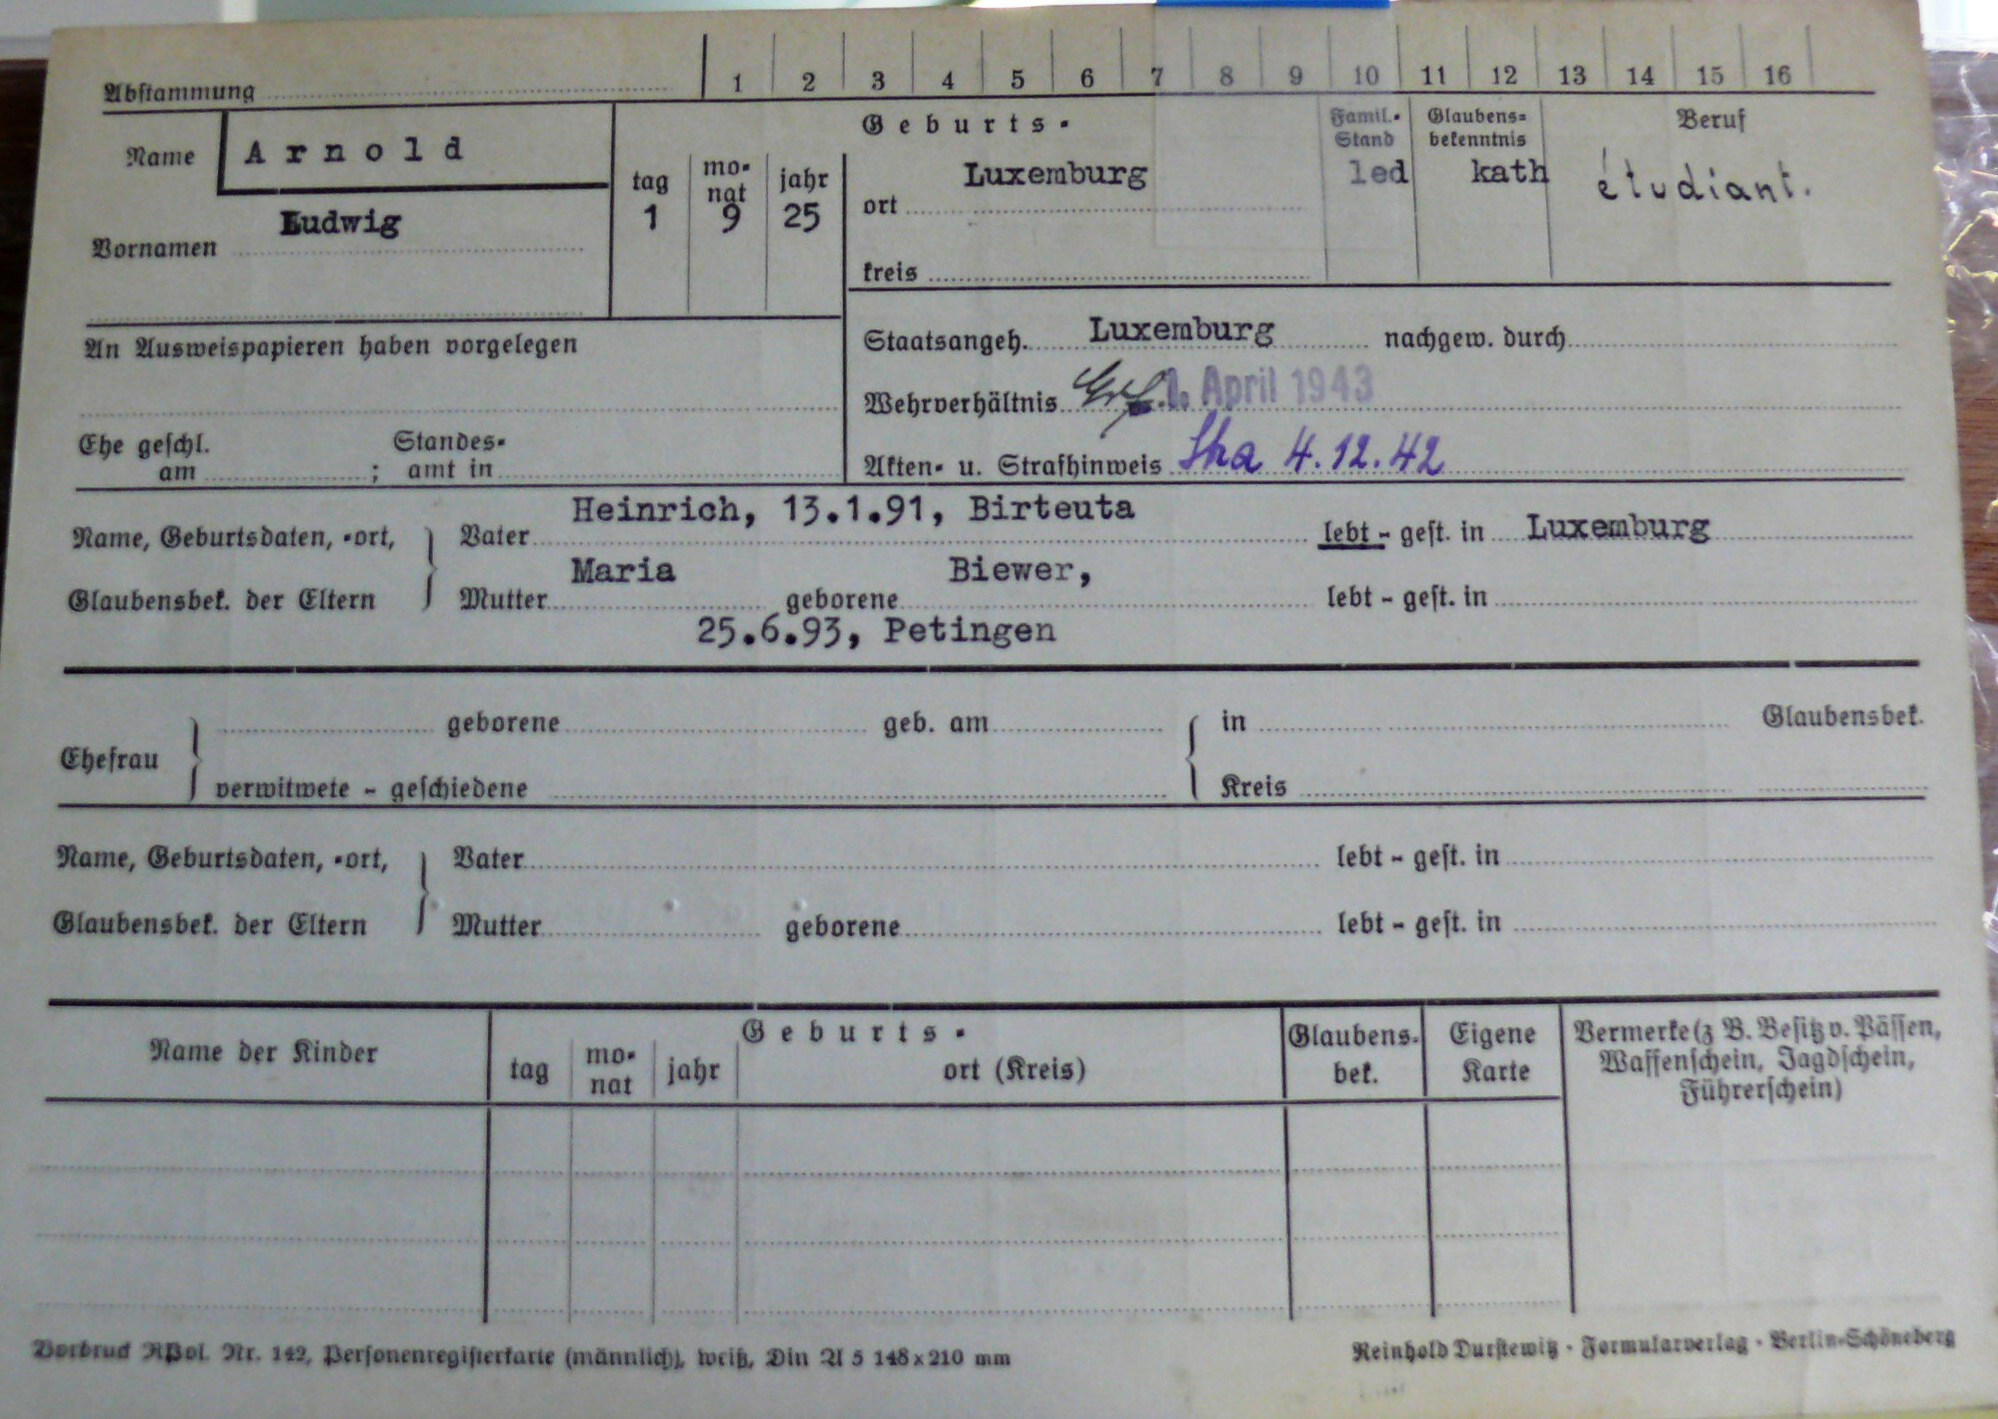 Abstammung 1 2 3 4 5 6 7 8 9 10 11 12 13 14 15 16
Name Arnold
Vornamen Ludwig
Geburts-
tag monat jahr
1 9 25
ort Luxemburg
kreis
Famil.-Stand
led
Glaubens-bekenntnis
kath
Beruf
étudiant.
An Ausweispapieren haben vorgelegen
Staatsangeh. Luxemburg nachgew. durch
Wehrverhältnis 1. April 1943
Akten- u. Strafhinweis 4.12.42
Ehe geschl. Standes-
am ; amt in
Name, Geburtsdaten, -ort,
Glaubensbek. der Eltern
Vater Heinrich, 13.1.91, Birteuta lebt - gest. in Luxemburg
Mutter Maria geborene Biewer, lebt - gest. in
25.6.93, Petingen
Ehefrau geborene geb. am in Glaubensbek.
verwitwete - geschiedene Kreis
Name, Geburtsdaten, -ort,
Glaubensbek. der Eltern
Vater lebt - gest. in
Mutter geborene lebt - gest. in
Name der Kinder
Geburts-
tag monat jahr ort (Kreis)
Glaubens-
bek.
Eigene
Karte
Vermerke (z B. Besitz v. Pässen,
Waffenschein, Jagdschein,
Führerschein)
Vordruck RPol. Nr. 142, Personenregisterkarte (männlich), weiß, Din A 5 148x210 mm
Reinhold Durstewitz · Formularverlag · Berlin-Schöneberg